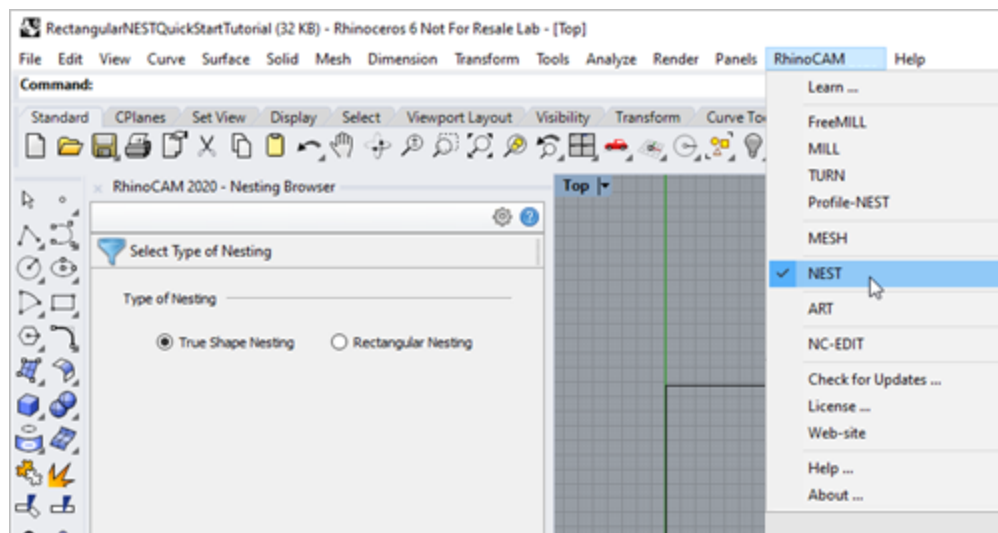 RectangularNESTQuickStartTutorial (32 KB) - Rhinoceros 6 Not For Resale Lab - [Top]
File Edit View Curve Surface Solid Mesh Dimension Transform Tools Analyze Render Panels RhinoCAM Help
Command:
Standard CPlanes Set View Display Select Viewport Layout Visibility Transform Curve To
RhinoCAM 2020 - Nesting Browser
Select Type of Nesting
Type of Nesting
True Shape Nesting Rectangular Nesting
Top
Learn ...
FreeMILL
MILL
TURN
Profile-NEST
MESH
NEST
ART
NC-EDIT
Check for Updates ...
License ...
Web-site
Help ...
About ...